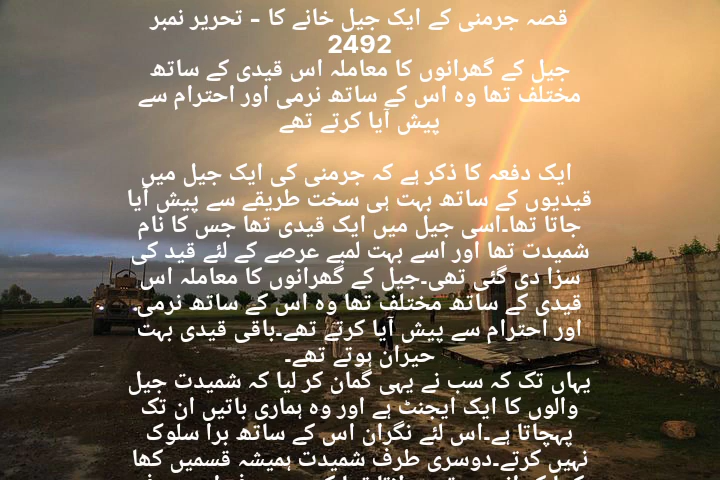 قصہ جرمنی کے ایک جیل خانے کا - تحریر نمبر
2492
جیل کے گھرانوں کا معاملہ اس قیدی کے ساتھ
مختلف تھا وہ اس کے ساتھ نرمی اور احترام سے
پیش آیا کرتے تھے
ایک دفعہ کا ذکر ہے کہ جرمنی کی ایک جیل میں
قیدیوں کے ساتھ بہت ہی سخت طریقے سے پیش آیا
جاتا تھا۔اسی جیل میں ایک قیدی تھا جس کا نام
شمیدت تھا اور اسے بہت لمبے عرصے کے لئے قید کی
سزا دی گئی تھی۔جیل کے گھرانوں کا معاملہ اس
قیدی کے ساتھ مختلف تھا وہ اس کے ساتھ نرمی
اور احترام سے پیش آیا کرتے تھے۔باقی قیدی بہت
حیران ہوتے تھے۔
یہاں تک کہ سب نے یہی گمان کر لیا کہ شمیدت جیل
والوں کا ایک ایجنٹ ہے اور وہ ہماری باتیں ان تک
پہچاتا ہے۔اس لئے نگران اس کے ساتھ برا سلوک
نہیں کرتے۔دوسری طرف شمیدت ہمیشہ قسمیں کھا